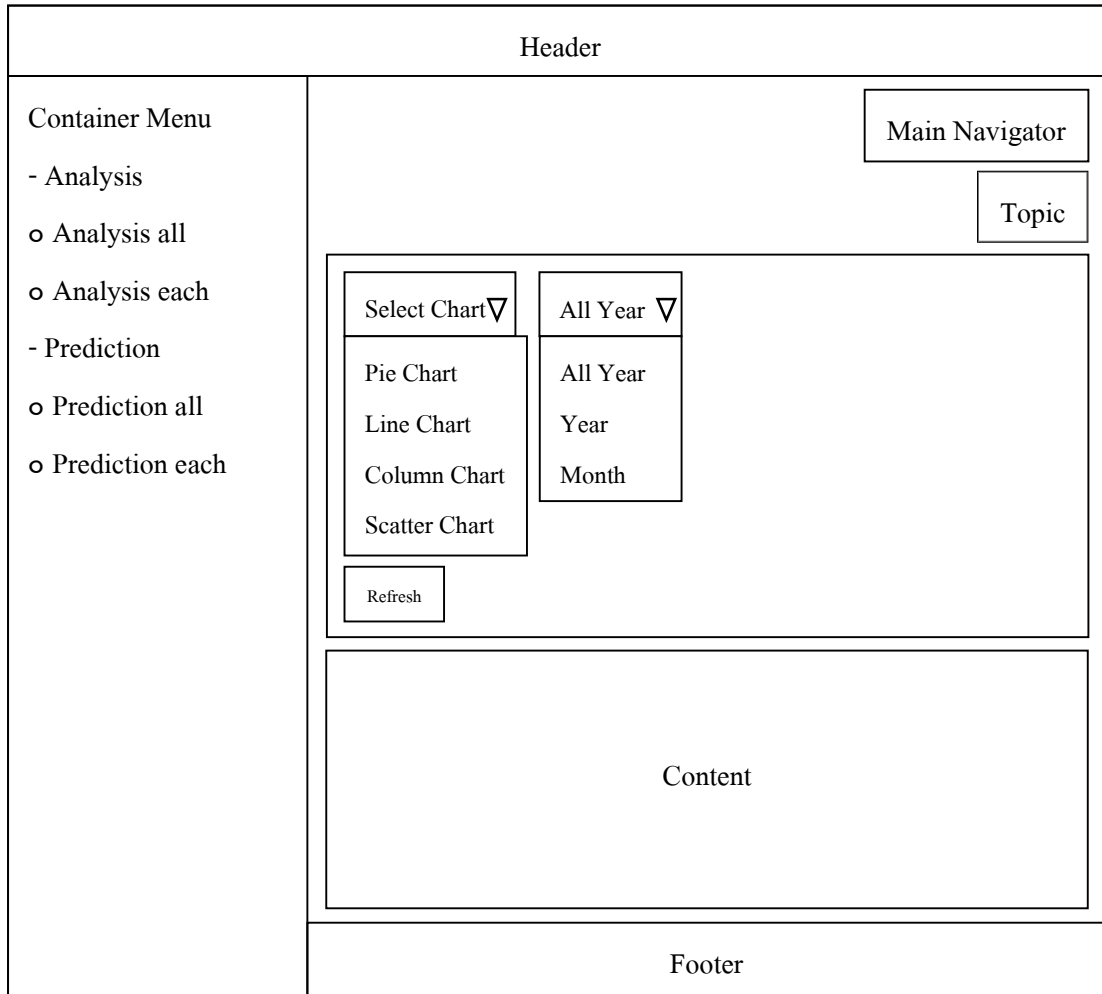 Header
Container Menu
- Analysis
o Analysis all
o Analysis each
- Prediction
o Prediction all
o Prediction each
Main Navigator
Topic
Select Chart
All Year
Pie Chart
Line Chart
Column Chart
Scatter Chart
All Year
Year
Month
Refresh
Content
Footer